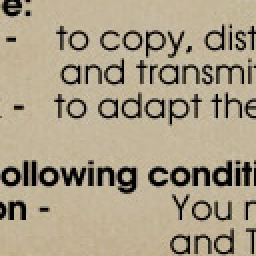 e:
- to copy, dist
and transmit
- to adapt the
ollowing conditi
on - You n
and T